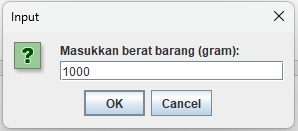 Input
Masukkan berat barang (gram):
1000
OK Cancel